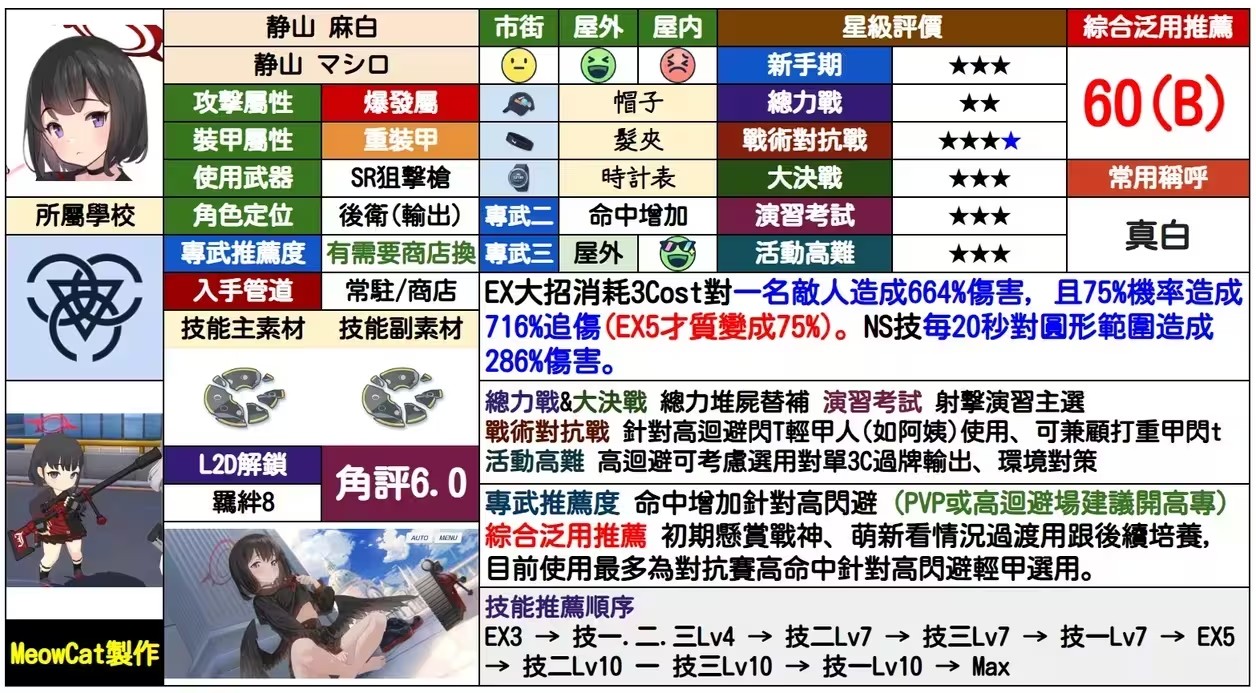 静山 麻白
静山 マシロ
攻擊屬性 爆發屬
裝甲屬性 重裝甲
使用武器 SR狙擊槍
所屬學校
角色定位 後衛(輸出)
專武推薦度 有需要商店換
入手管道 常駐/商店
技能主素材 技能副素材
L2D解鎖
羈絆8
角評6.0
AUTO MENU
MeowCat製作
市街 屋外 屋內
帽子
髮夾
時計表
專武二 命中增加
專武三 屋外
星級評價
新手期 ★★★
總力戰 ★★
戰術對抗戰 ★★★★
大決戰 ★★★
演習考試 ★★★
活動高難 ★★★
綜合泛用推薦
60(B)
常用稱呼
真白
EX大招消耗3Cost對一名敵人造成664%傷害, 且75%機率造成
716%追傷(EX5才質變成75%)。NS技每20秒對圓形範圍造成
286%傷害。
總力戰&大決戰 總力堆屍替補 演習考試 射擊演習主選
戰術對抗戰 針對高迴避閃T輕甲人(如阿姨)使用、可兼顧打重甲閃t
活動高難 高迴避可考慮選用對單3C過牌輸出、環境對策
專武推薦度 命中增加針對高閃避 (PVP或高迴避場建議開高專)
綜合泛用推薦 初期懸賞戰神、萌新看情況過渡用跟後續培養,
目前使用最多為對抗賽高命中針對高閃避輕甲選用。
技能推薦順序
EX3 → 技一.二.三Lv4 → 技二Lv7 → 技三Lv7 → 技一Lv7 → EX5
→ 技二Lv10 一 技三Lv10 → 技一Lv10 → Max